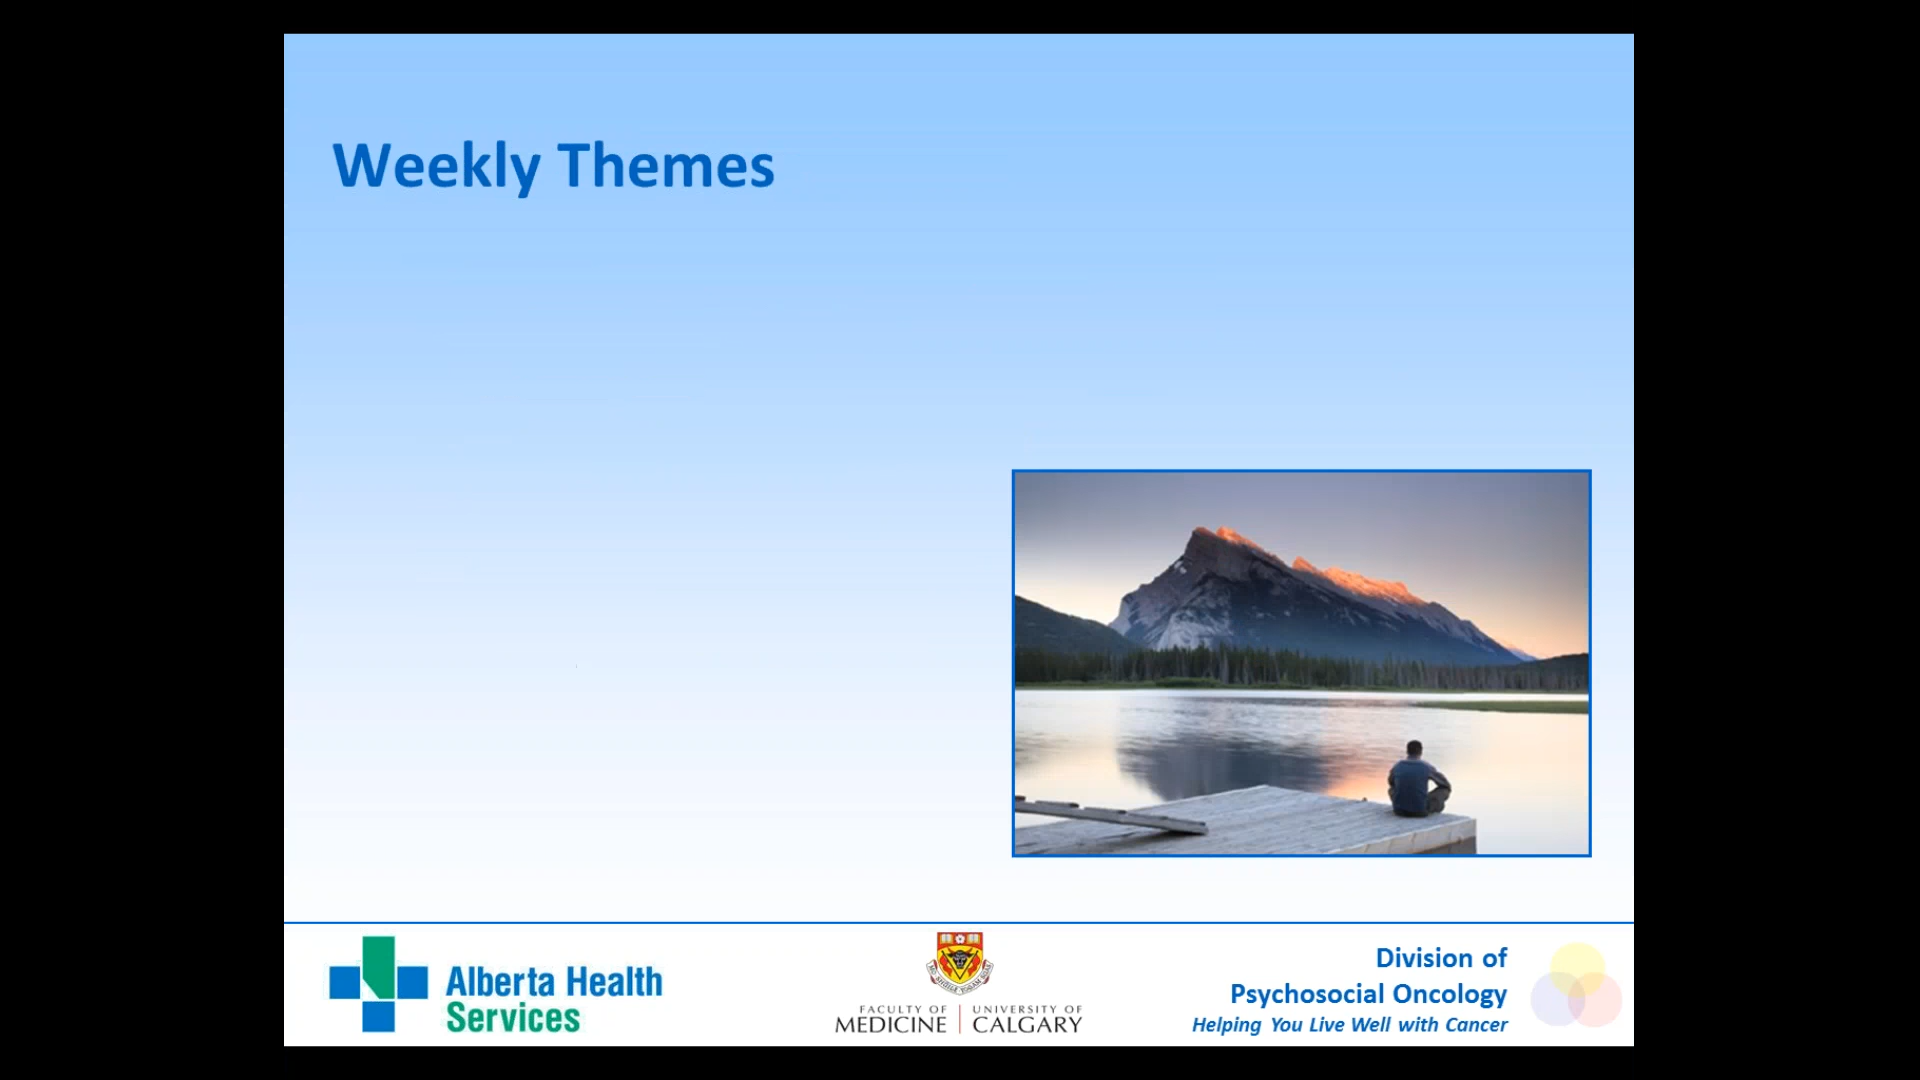 Weekly Themes
Alberta Health
Services
FACULTY OF
MEDICINE
UNIVERSITY OF
CALGARY
Division of
Psychosocial Oncology
Helping You Live Well with Cancer